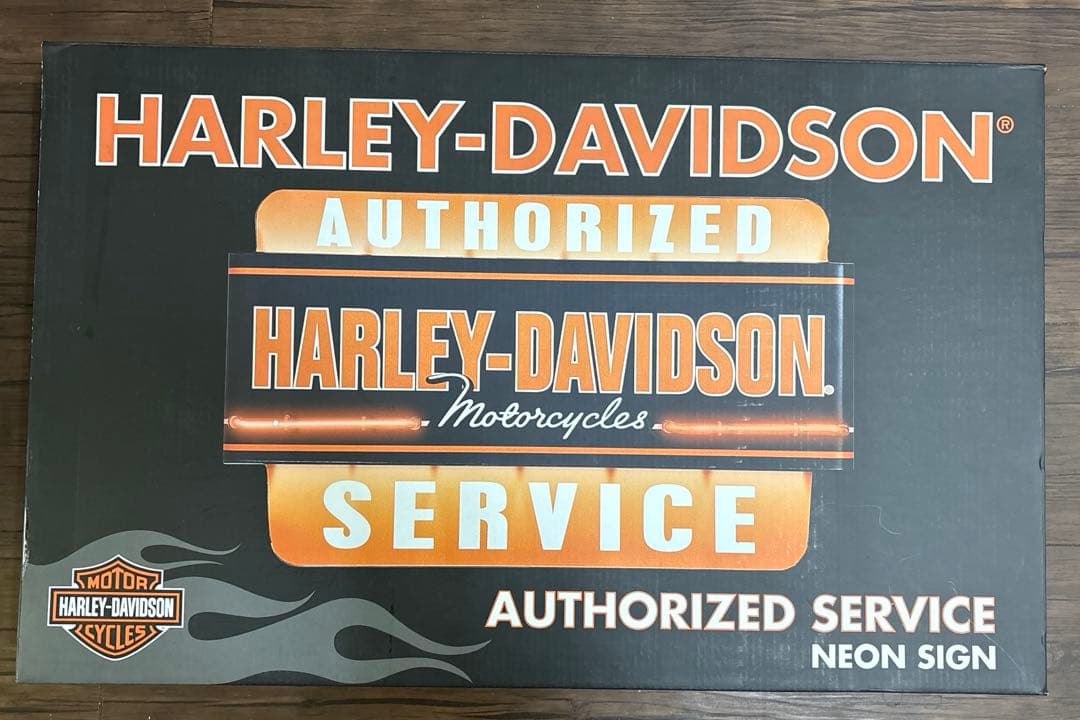 HARLEY-DAVIDSON®
AUTHORIZED
HARLEY-DAVIDSON®
Motorcycles
SERVICE
MOTOR
HARLEY-DAVIDSON
CYCLES
AUTHORIZED SERVICE
NEON SIGN